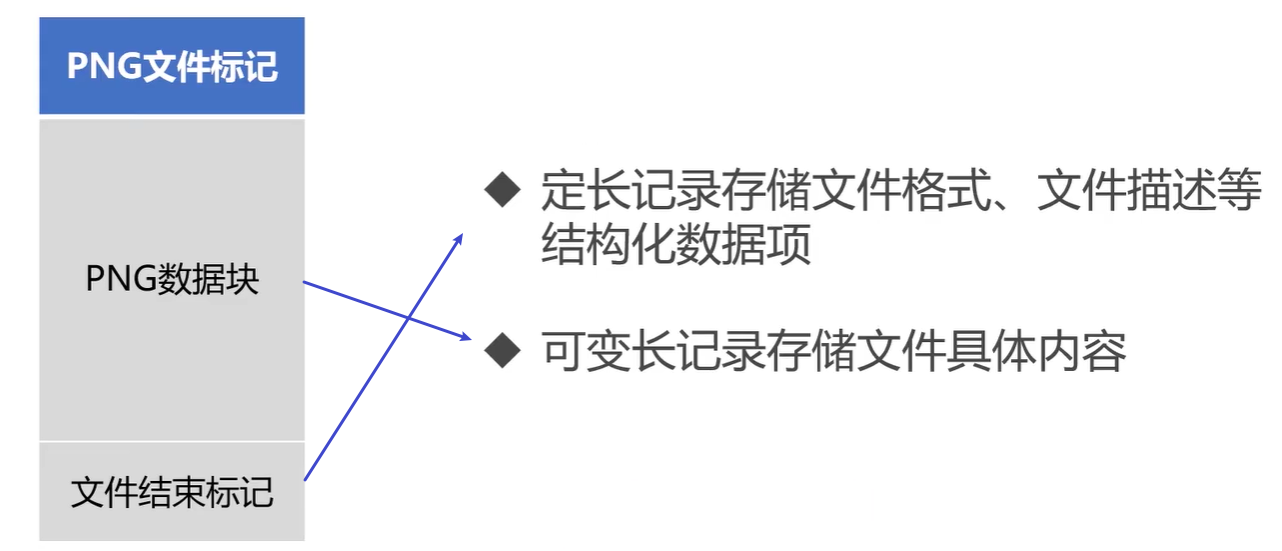 PNG文件标记
PNG数据块
文件结束标记
◆ 定长记录存储文件格式、文件描述等
结构化数据项
◆ 可变长记录存储文件具体内容